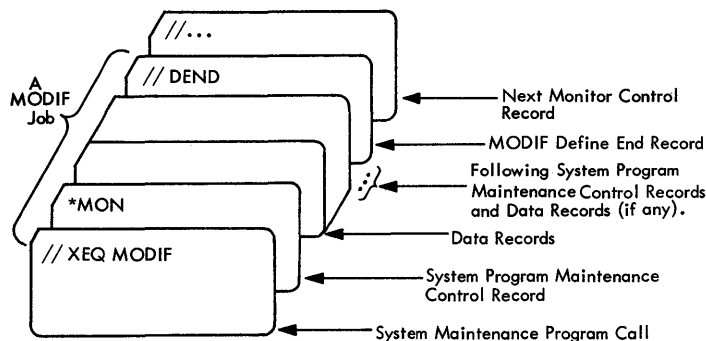 //...
// DEND
A
MODIF
Job
Next Monitor Control
Record
MODIF Define End Record
Following System Program
Maintenance Control Records
and Data Records (if any).
*MON
Data Records
// XEQ MODIF
System Program Maintenance
Control Record
System Maintenance Program Call